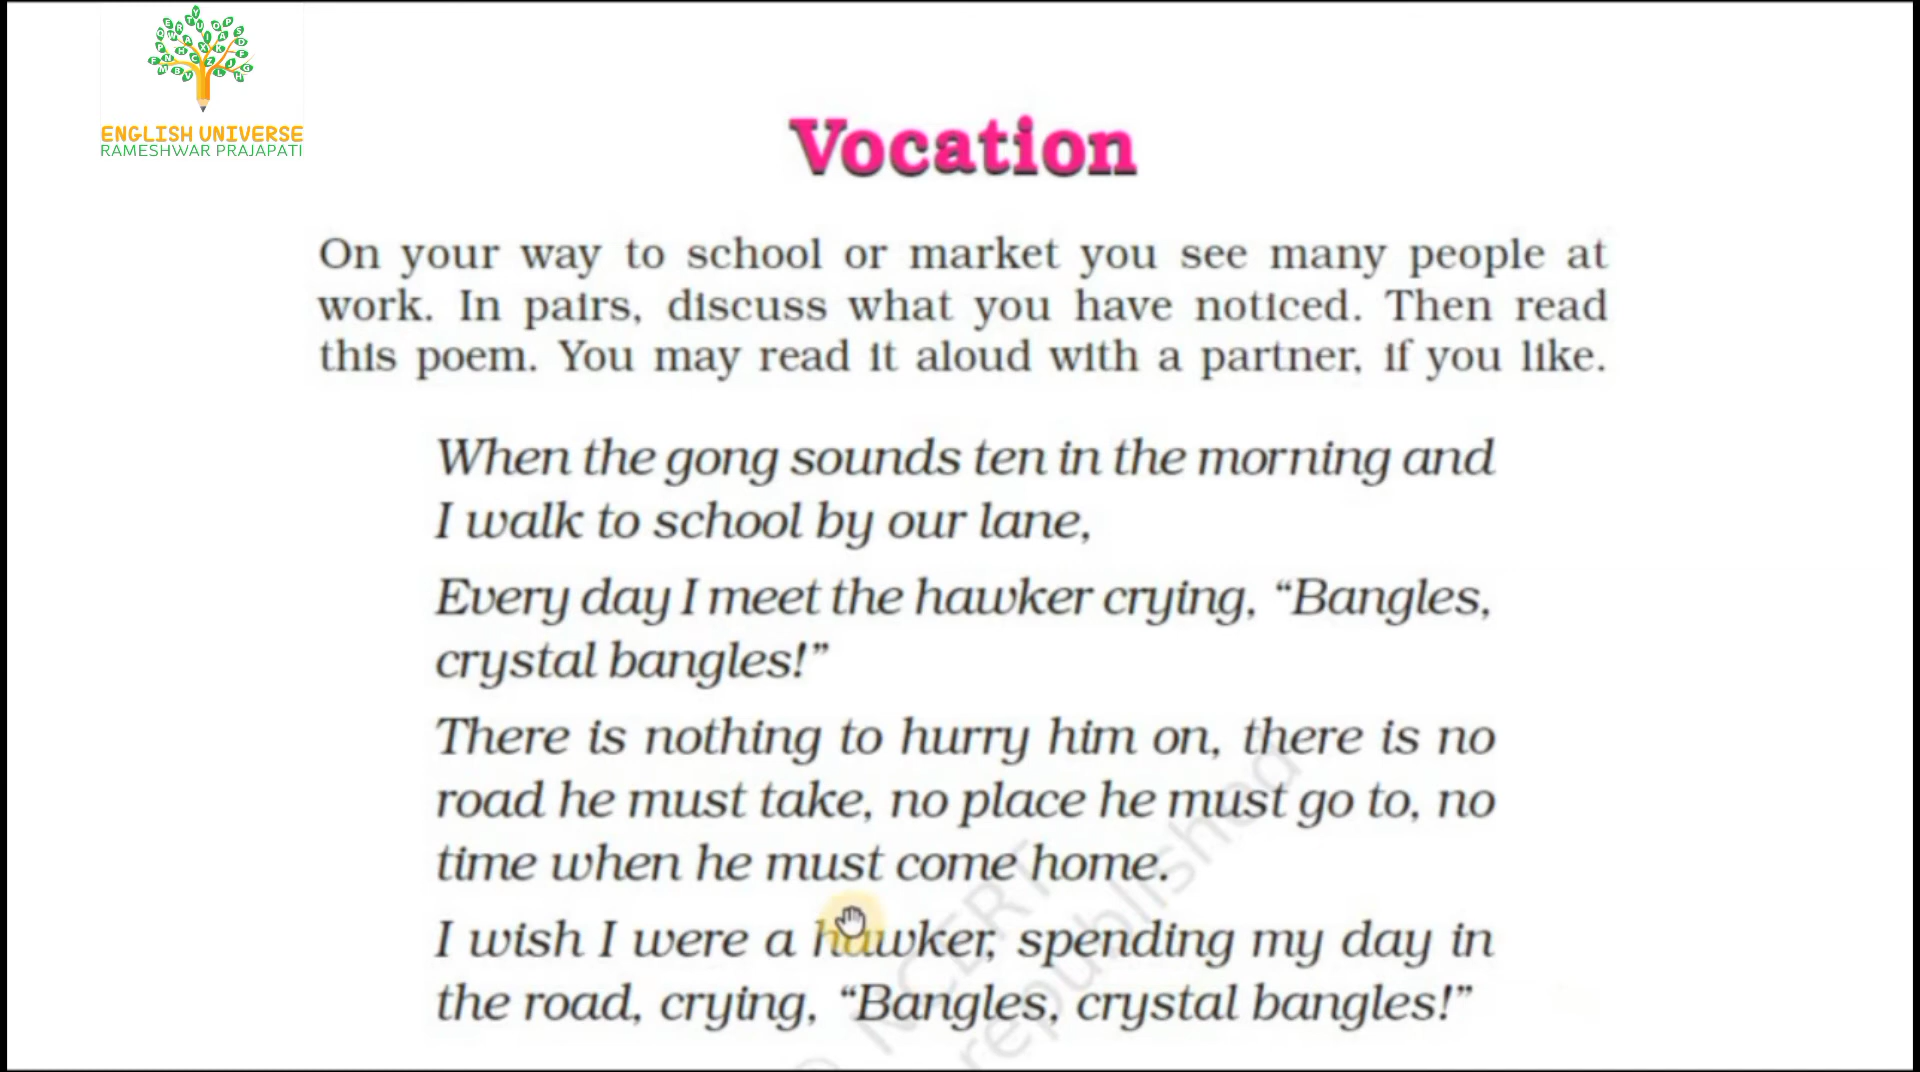 ENGLISH UNIVERSE
RAMESHWAR PRAJAPATI
Vocation
On your way to school or market you see many people at
work. In pairs, discuss what you have noticed. Then read
this poem. You may read it aloud with a partner, if you like.
When the gong sounds ten in the morning and
I walk to school by our lane,
Every day I meet the hawker crying, “Bangles,
crystal bangles!”
There is nothing to hurry him on, there is no
road he must take, no place he must go to, no
time when he must come home.
I wish I were a hawker, spending my day in
the road, crying, “Bangles, crystal bangles!”
© NCERT
republished